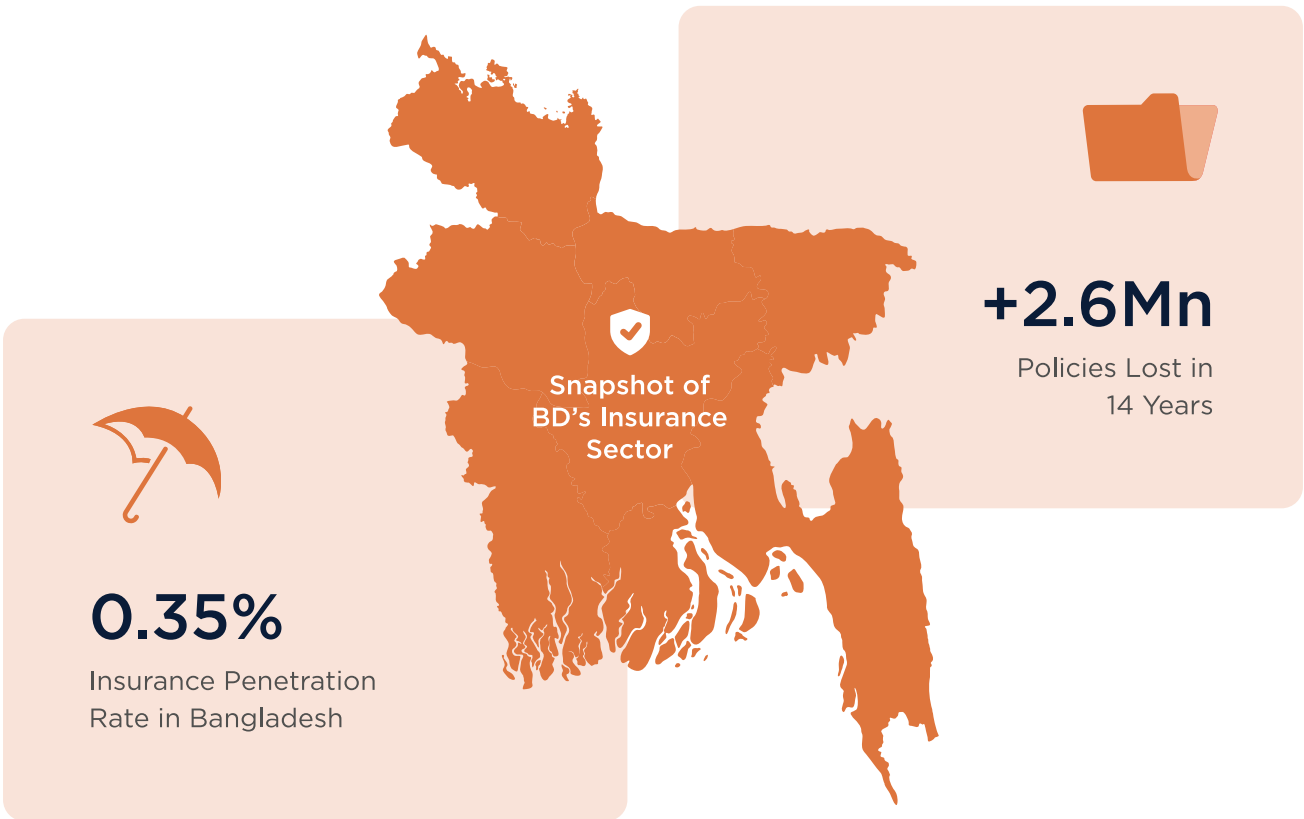 Snapshot of
BD's Insurance
Sector
+2.6Mn
Policies Lost in
14 Years
0.35%
Insurance Penetration
Rate in Bangladesh